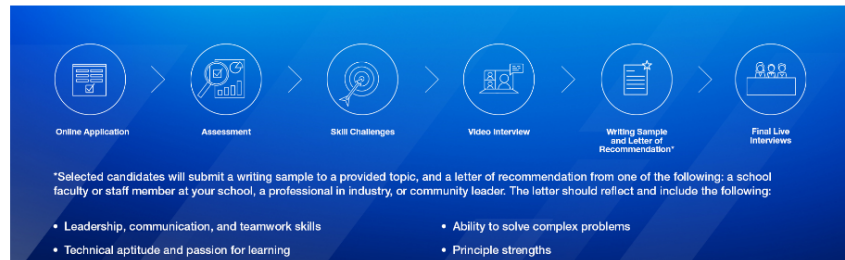 Online Application
Assessment
Skill Challenges
Video Interview
Writing Sample
and Letter of
Recommendation*
Final Live
Interviews
*Selected candidates will submit a writing sample to a provided topic, and a letter of recommendation from one of the following: a school
faculty or staff member at your school, a professional in industry, or community leader. The letter should reflect and include the following:
• Leadership, communication, and teamwork skills
• Technical aptitude and passion for learning
• Ability to solve complex problems
• Principle strengths